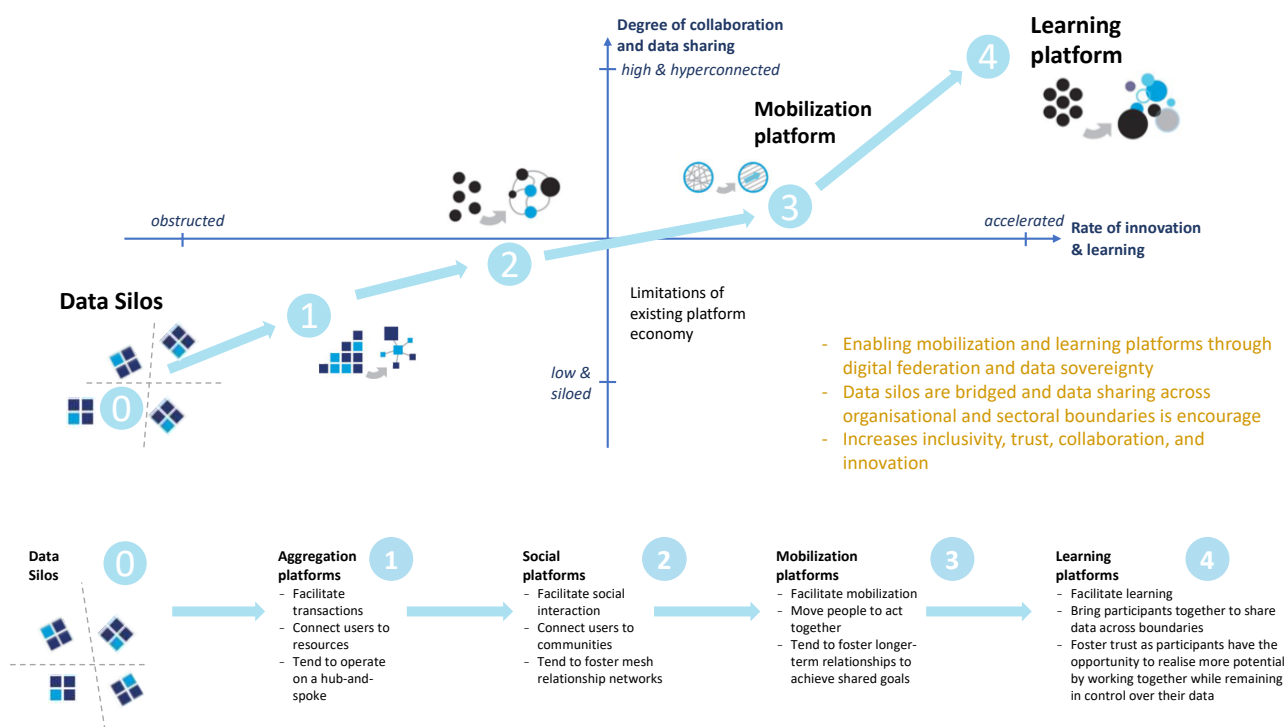 Degree of collaboration
and data sharing
high & hyperconnected
4
Learning
platform
Mobilization
platform
3
obstructed
accelerated
Rate of innovation
& learning
2
Data Silos
1
0
Limitations of
existing platform
economy
low &
siloed
- Enabling mobilization and learning platforms through
digital federation and data sovereignty
- Data silos are bridged and data sharing across
organisational and sectoral boundaries is encourage
- Increases inclusivity, trust, collaboration, and
innovation
Data
Silos
0
Aggregation
platforms
1
- Facilitate
transactions
- Connect users to
resources
- Tend to operate
on a hub-and-
spoke
Social
platforms
2
- Facilitate social
interaction
- Connect users to
communities
- Tend to foster mesh
relationship networks
Mobilization
platforms
3
- Facilitate mobilization
- Move people to act
together
- Tend to foster longer-
term relationships to
achieve shared goals
Learning
platforms
4
- Facilitate learning
- Bring participants together to share
data across boundaries
- Foster trust as participants have the
opportunity to realise more potential
by working together while remaining
in control over their data